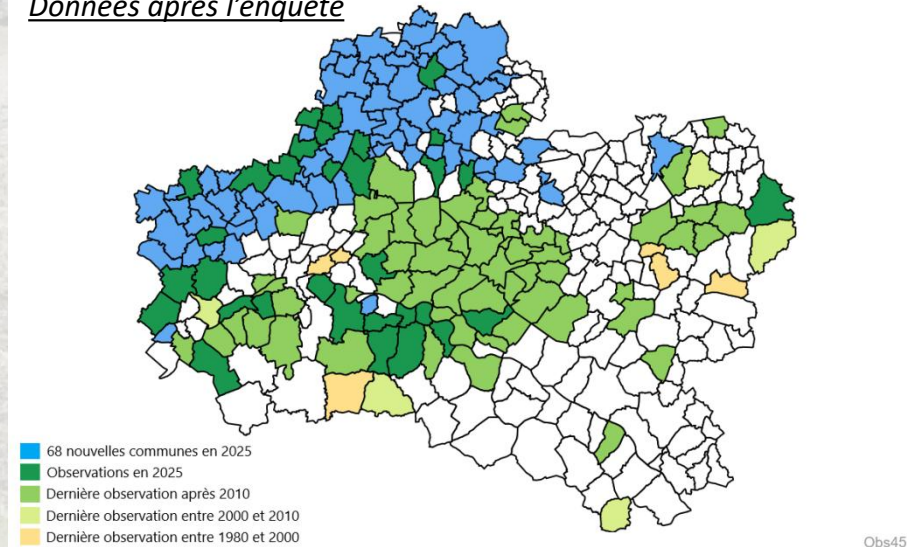 Données après l'enquête
68 nouvelles communes en 2025
Observations en 2025
Dernière observation après 2010
Dernière observation entre 2000 et 2010
Dernière observation entre 1980 et 2000
Obs45